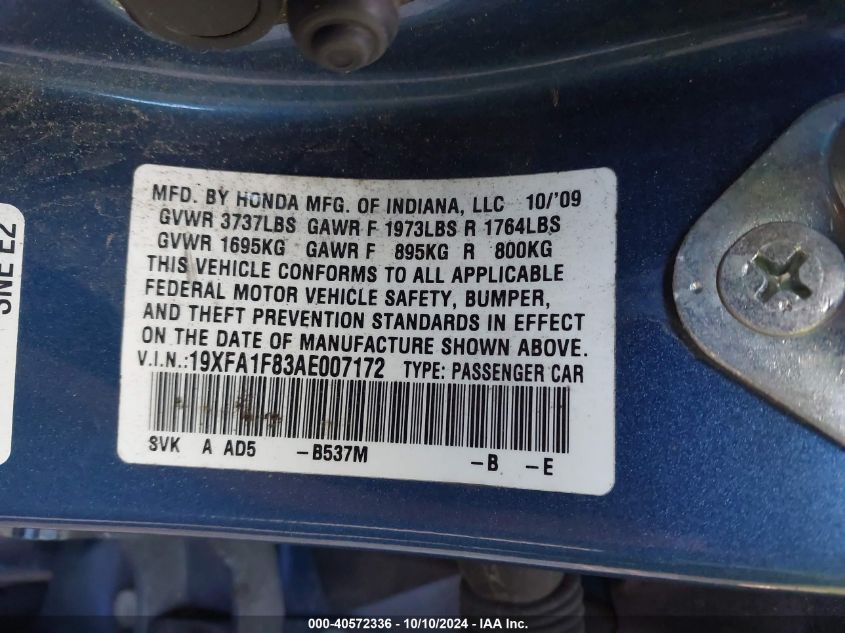 MFD. BY HONDA MFG. OF INDIANA, LLC 10/'09
GVWR 3737LBS GAWR F 1973LBS R 1764LBS
GVWR 1695KG GAWR F 895KG R 800KG
THIS VEHICLE CONFORMS TO ALL APPLICABLE
FEDERAL MOTOR VEHICLE SAFETY, BUMPER,
AND THEFT PREVENTION STANDARDS IN EFFECT
ON THE DATE OF MANUFACTURE SHOWN ABOVE.
V.I.N.:19XFA1F83AE007172 TYPE: PASSENGER CAR
SVK A AD5 -B537M -B -E
SNE E2
000-40572336 - 10/10/2024 - IAA Inc.